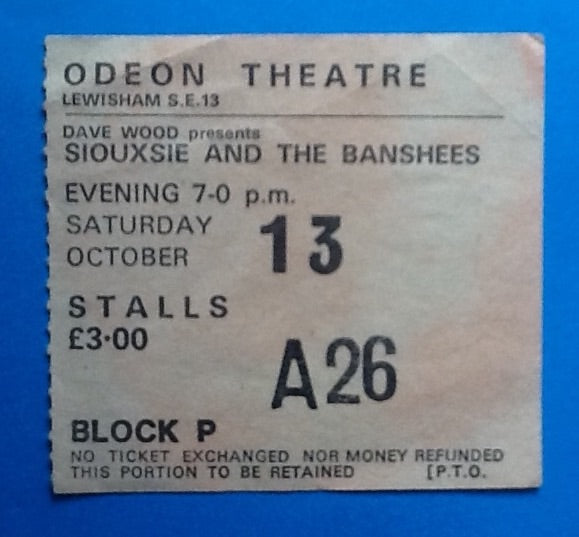 ODEON THEATRE
LEWISHAM S.E.13
DAVE WOOD presents
SIOUXSIE AND THE BANSHEES
EVENING 7-0 p.m.
SATURDAY
OCTOBER 13
STALLS
£3·00
A26
BLOCK P
NO TICKET EXCHANGED NOR MONEY REFUNDED
THIS PORTION TO BE RETAINED [P.T.O.